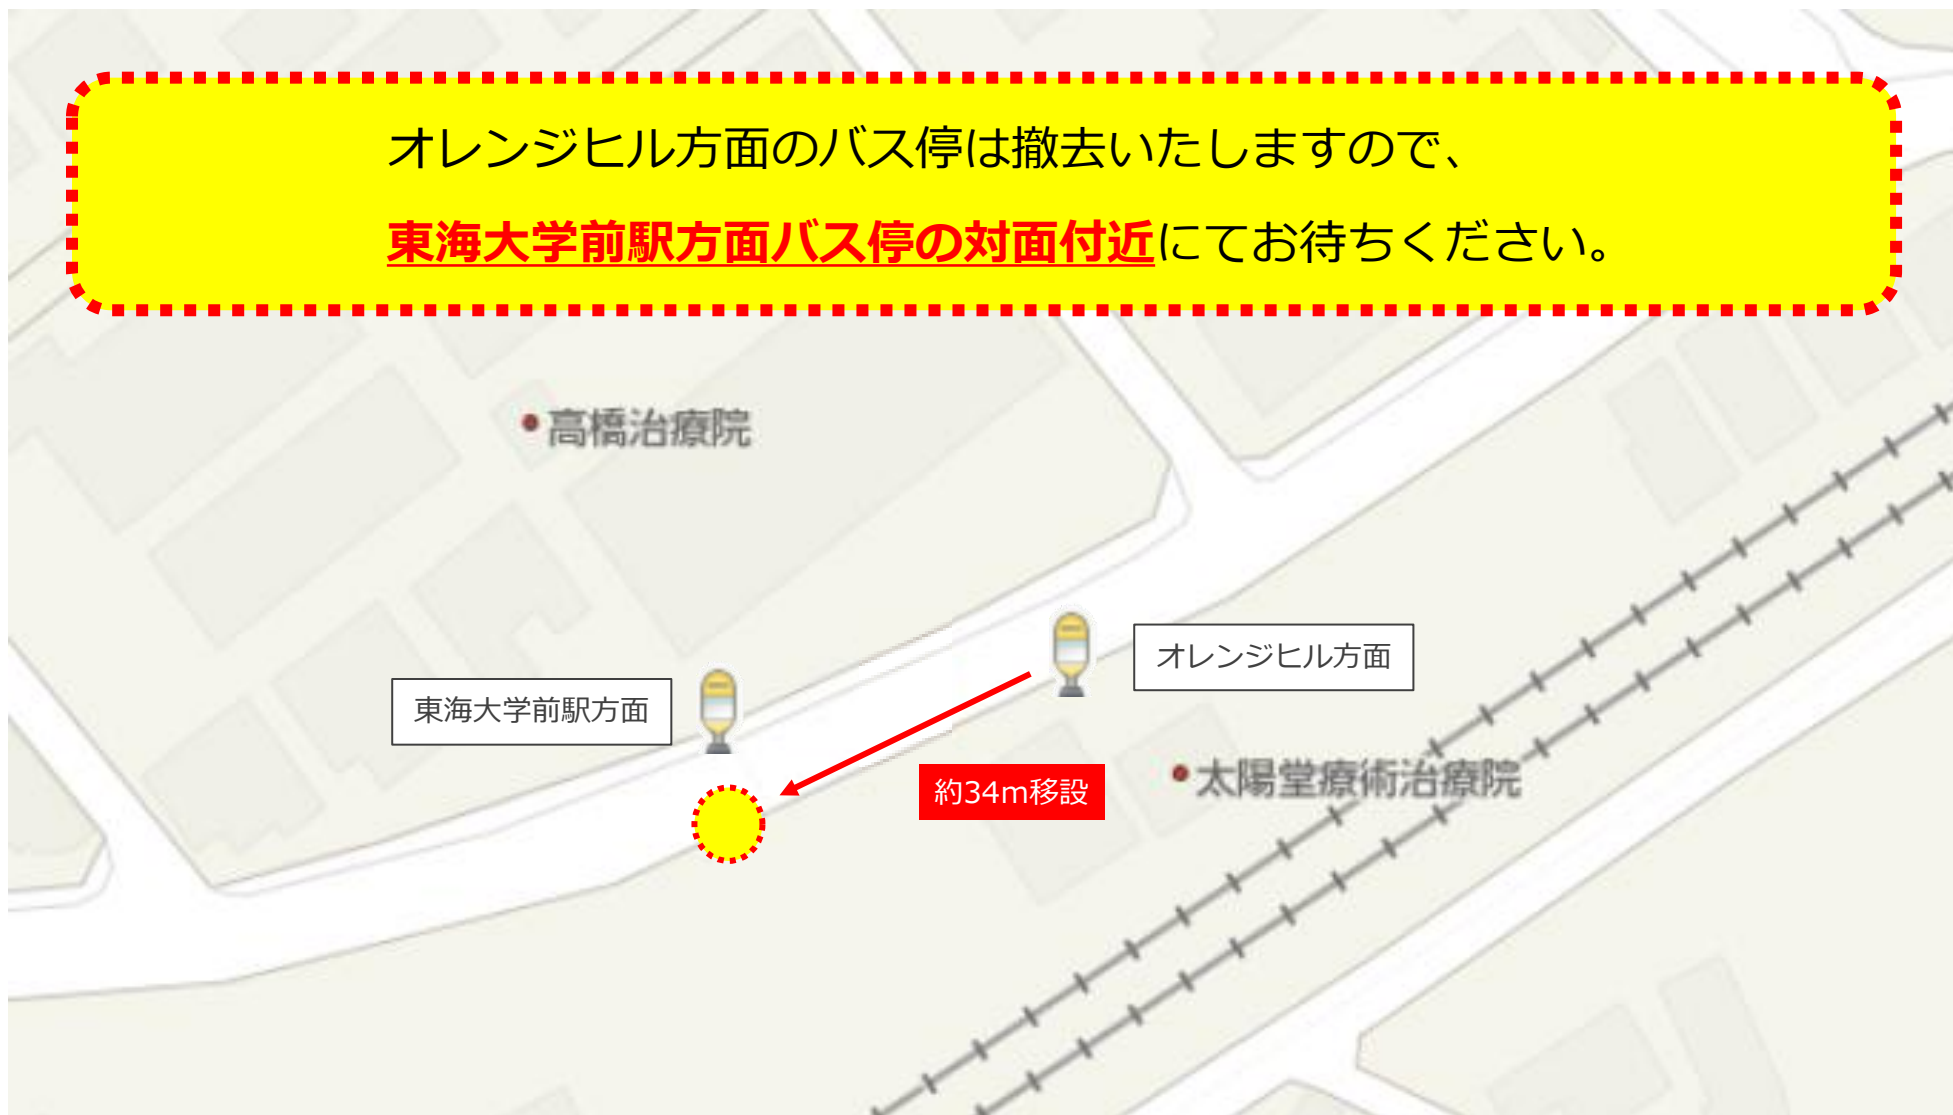 オレンジヒル方面のバス停は撤去いたしますので、
東海大学前駅方面バス停の対面付近にてお待ちください。
高橋治療院
オレンジヒル方面
東海大学前駅方面
太陽堂療術治療院
約34m移設